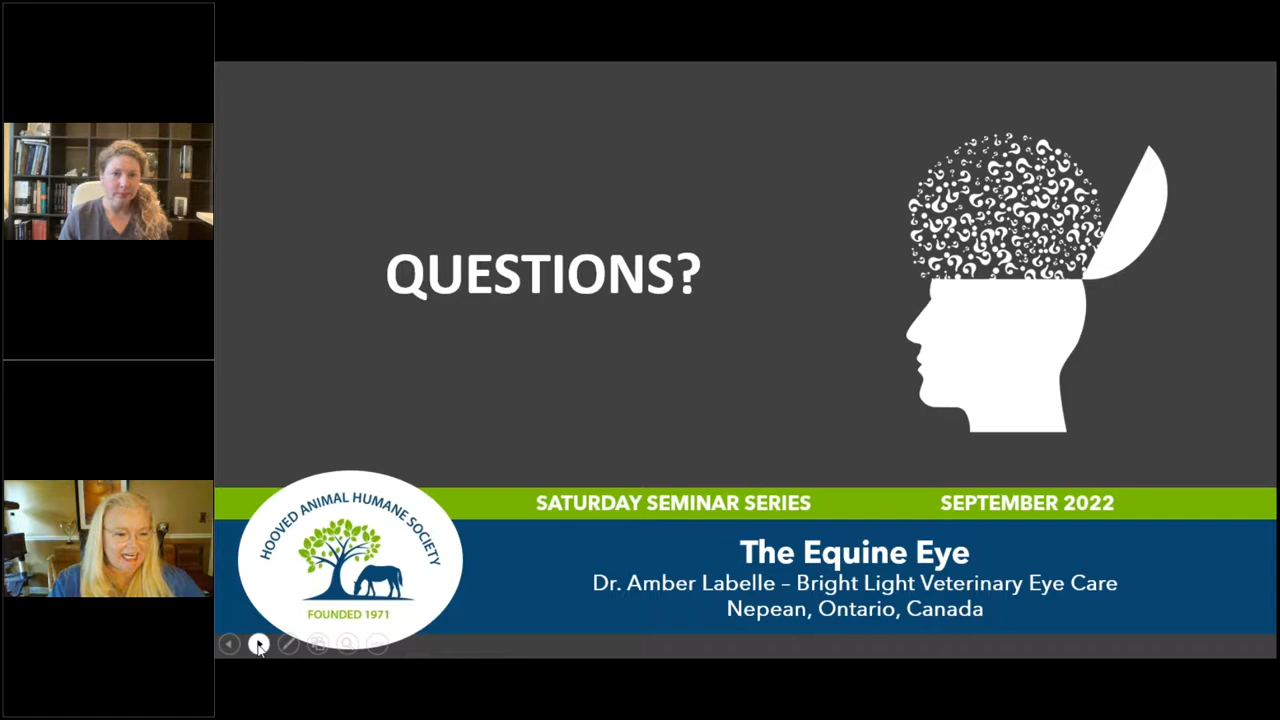 QUESTIONS?
SATURDAY SEMINAR SERIES
SEPTEMBER 2022
HOOVED ANIMAL HUMANE SOCIETY
FOUNDED 1971
The Equine Eye
Dr. Amber Labelle – Bright Light Veterinary Eye Care
Nepean, Ontario, Canada